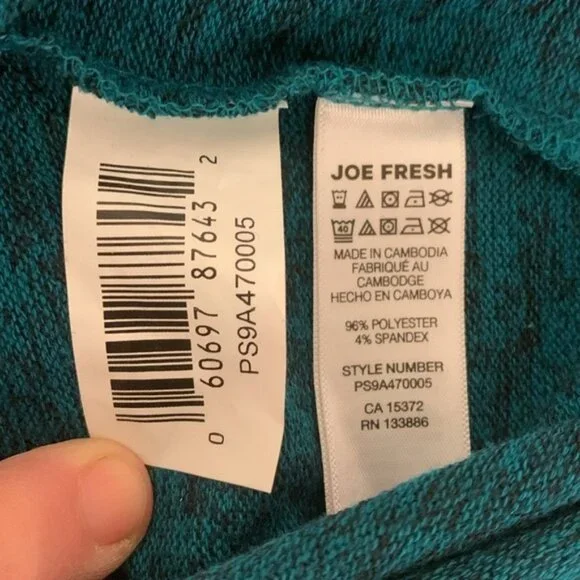 0 60697 87643 2
PS9A470005
JOE FRESH
40
MADE IN CAMBODIA
FABRIQUÉ AU
CAMBODGE
HECHO EN CAMBOYA
96% POLYESTER
4% SPANDEX
STYLE NUMBER
PS9A470005
CA 15372
RN 133886